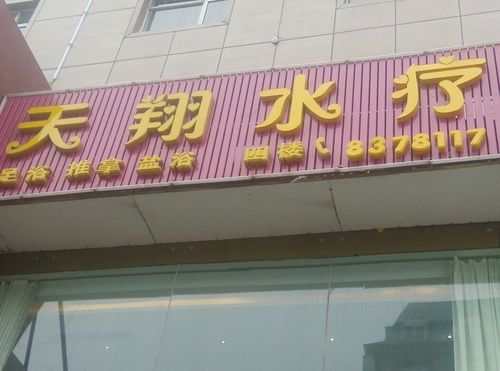 天翔水疗
足浴 推拿 盐浴 四楼 8378117